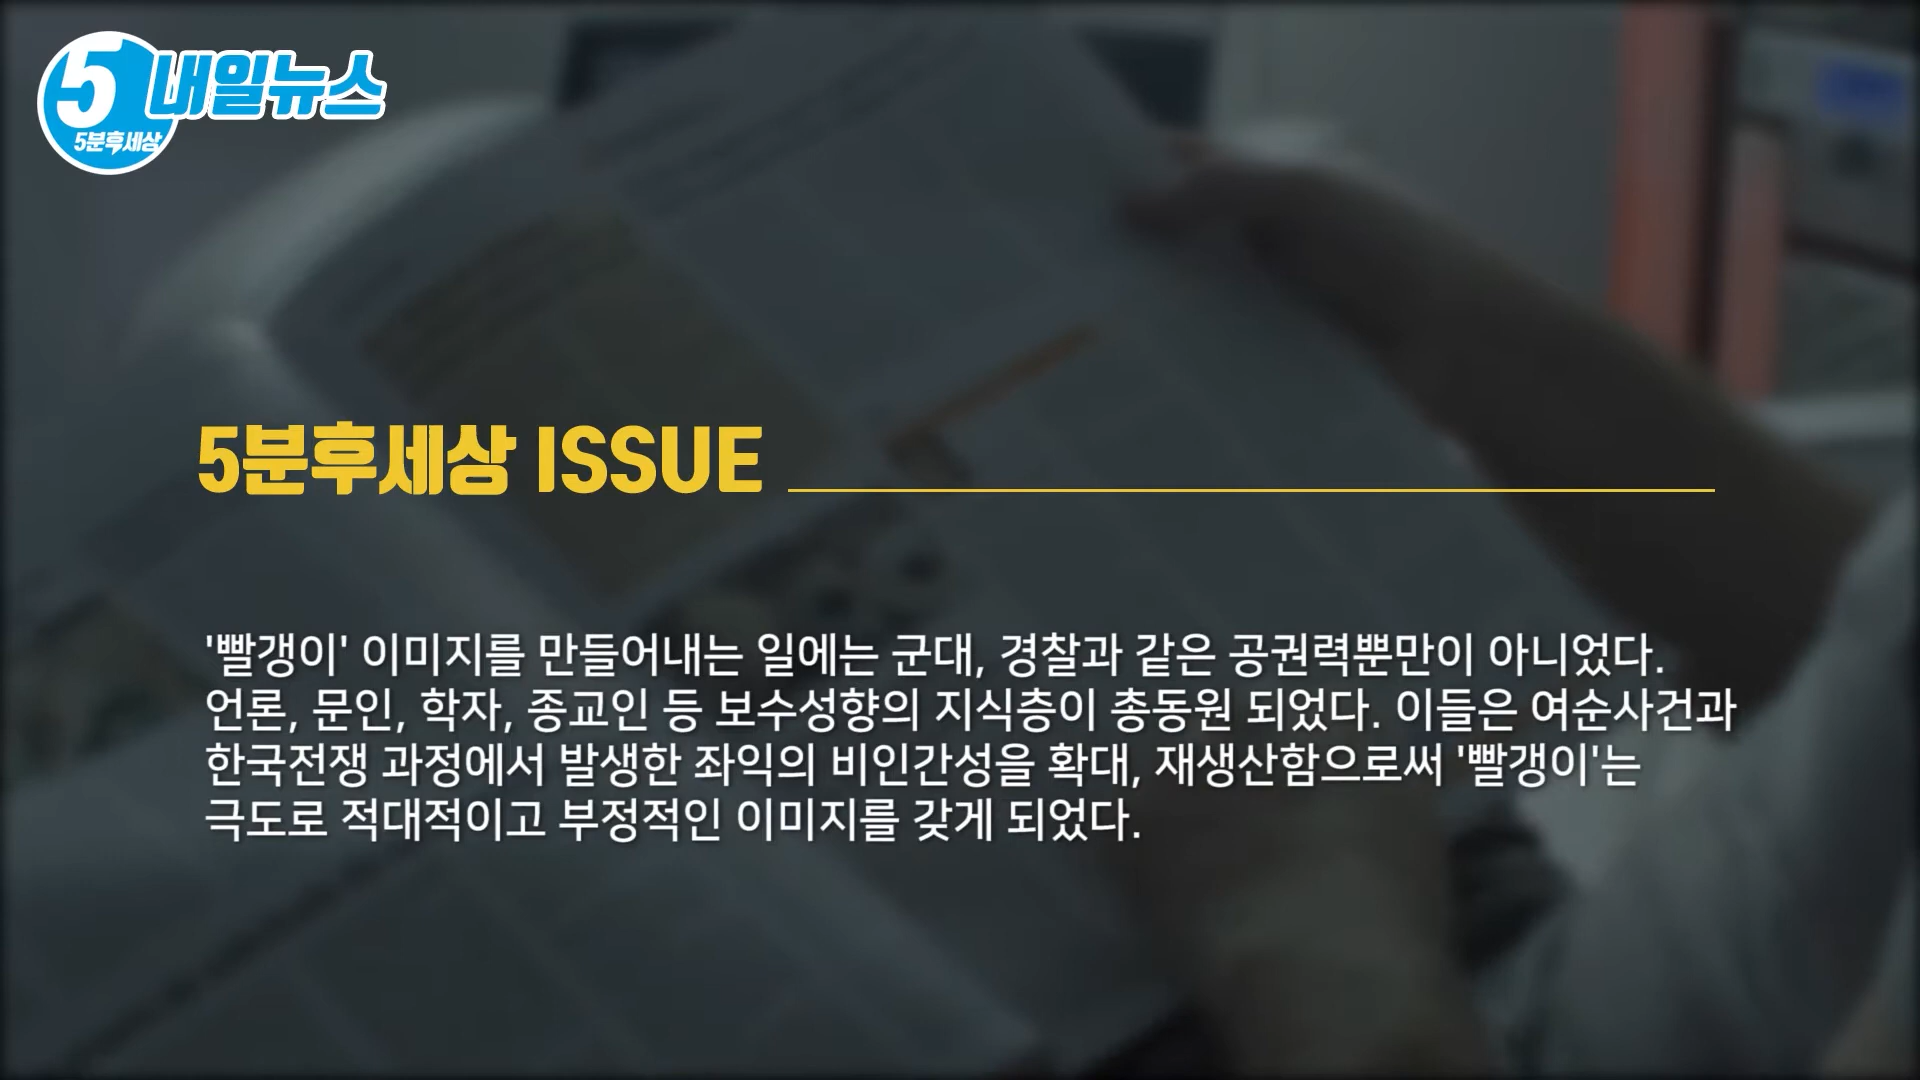 5 내일뉴스
5분후세상
5분후세상 ISSUE
'빨갱이' 이미지를 만들어내는 일에는 군대, 경찰과 같은 공권력뿐만이 아니었다.
언론, 문인, 학자, 종교인 등 보수성향의 지식층이 총동원 되었다. 이들은 여순사건과
한국전쟁 과정에서 발생한 좌익의 비인간성을 확대, 재생산함으로써 '빨갱이'는
극도로 적대적이고 부정적인 이미지를 갖게 되었다.